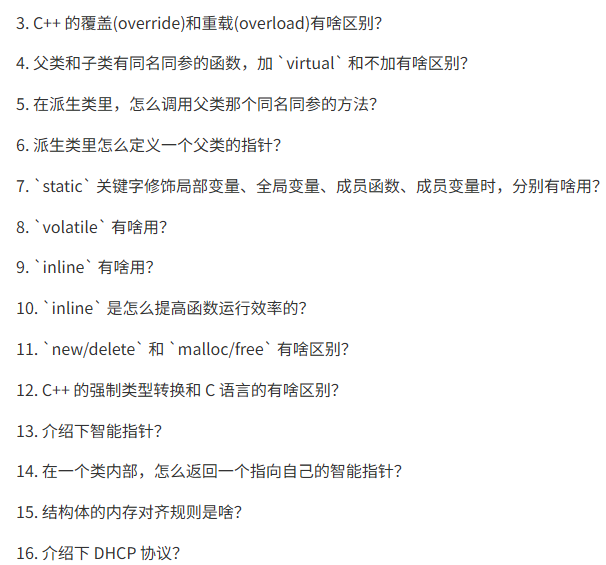 3. C++ 的覆盖(override)和重载(overload)有啥区别?
4. 父类和子类有同名同参的函数，加 `virtual` 和不加有啥区别?
5. 在派生类里，怎么调用父类那个同名同参的方法?
6. 派生类里怎么定义一个父类的指针?
7. `static` 关键字修饰局部变量、全局变量、成员函数、成员变量时，分别有啥用?
8. `volatile` 有啥用?
9. `inline` 有啥用?
10. `inline` 是怎么提高函数运行效率的?
11. `new/delete` 和 `malloc/free` 有啥区别?
12. C++ 的强制类型转换和 C 语言的有啥区别?
13. 介绍下智能指针?
14. 在一个类内部，怎么返回一个指向自己的智能指针?
15. 结构体的内存对齐规则是啥?
16. 介绍下 DHCP 协议?